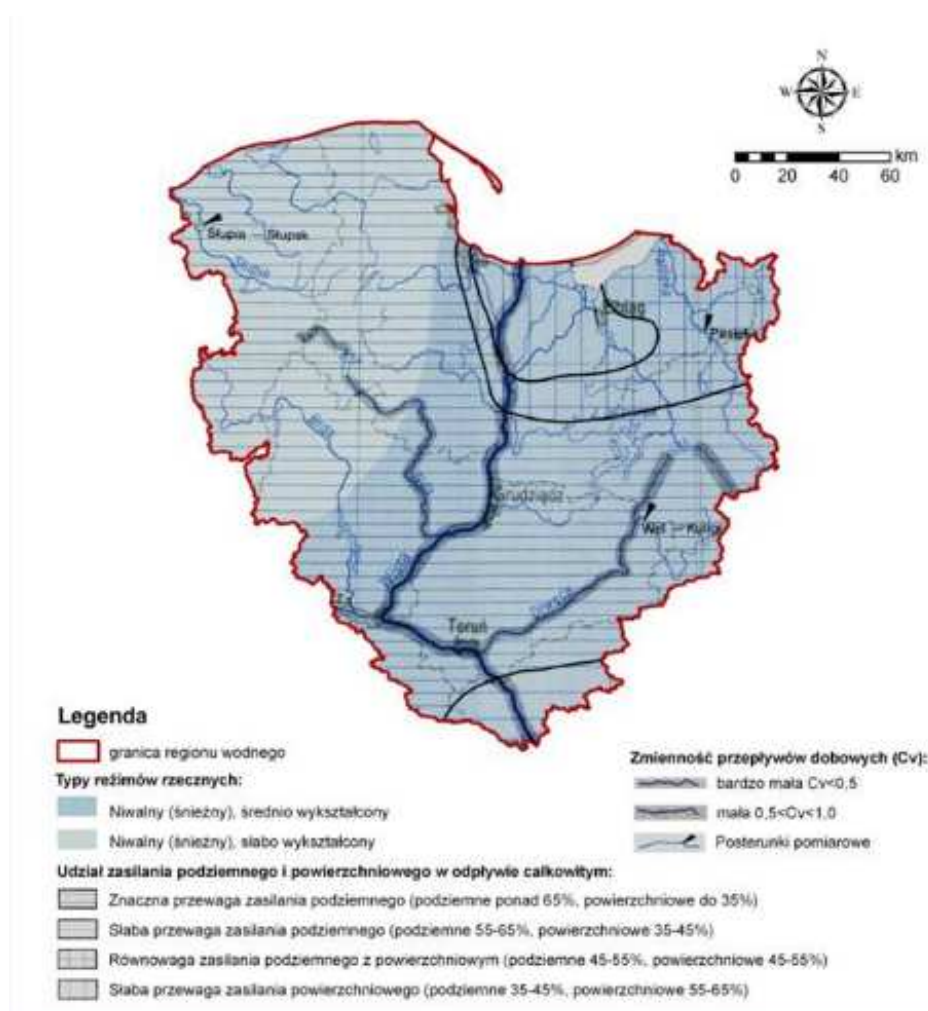 N
W E
S
km
0 20 40 60
Słupia — Słupsk
Słupia
Elbląg
Grudziądz
Wisła
Toruń
Drwęca
Legenda
granica regionu wodnego
Typy reżimów rzecznych:
Niwalny (śnieżny), średnio wykształcony
Niwalny (śnieżny), słabo wykształcony
Zmienność przepływów dobowych (Cv):
bardzo mała Cv<0,5
mała 0,5<Cv<1,0
Posterunki pomiarowe
Udział zasilania podziemnego i powierzchniowego w odpływie całkowitym:
Znaczna przewaga zasilania podziemnego (podziemne ponad 65%, powierzchniowe do 35%)
Słaba przewaga zasilania podziemnego (podziemne 55-65%, powierzchniowe 35-45%)
Równowaga zasilania podziemnego z powierzchniowym (podziemne 45-55%, powierzchniowe 45-55%)
Słaba przewaga zasilania powierzchniowego (podziemne 35-45%, powierzchniowe 55-65%)